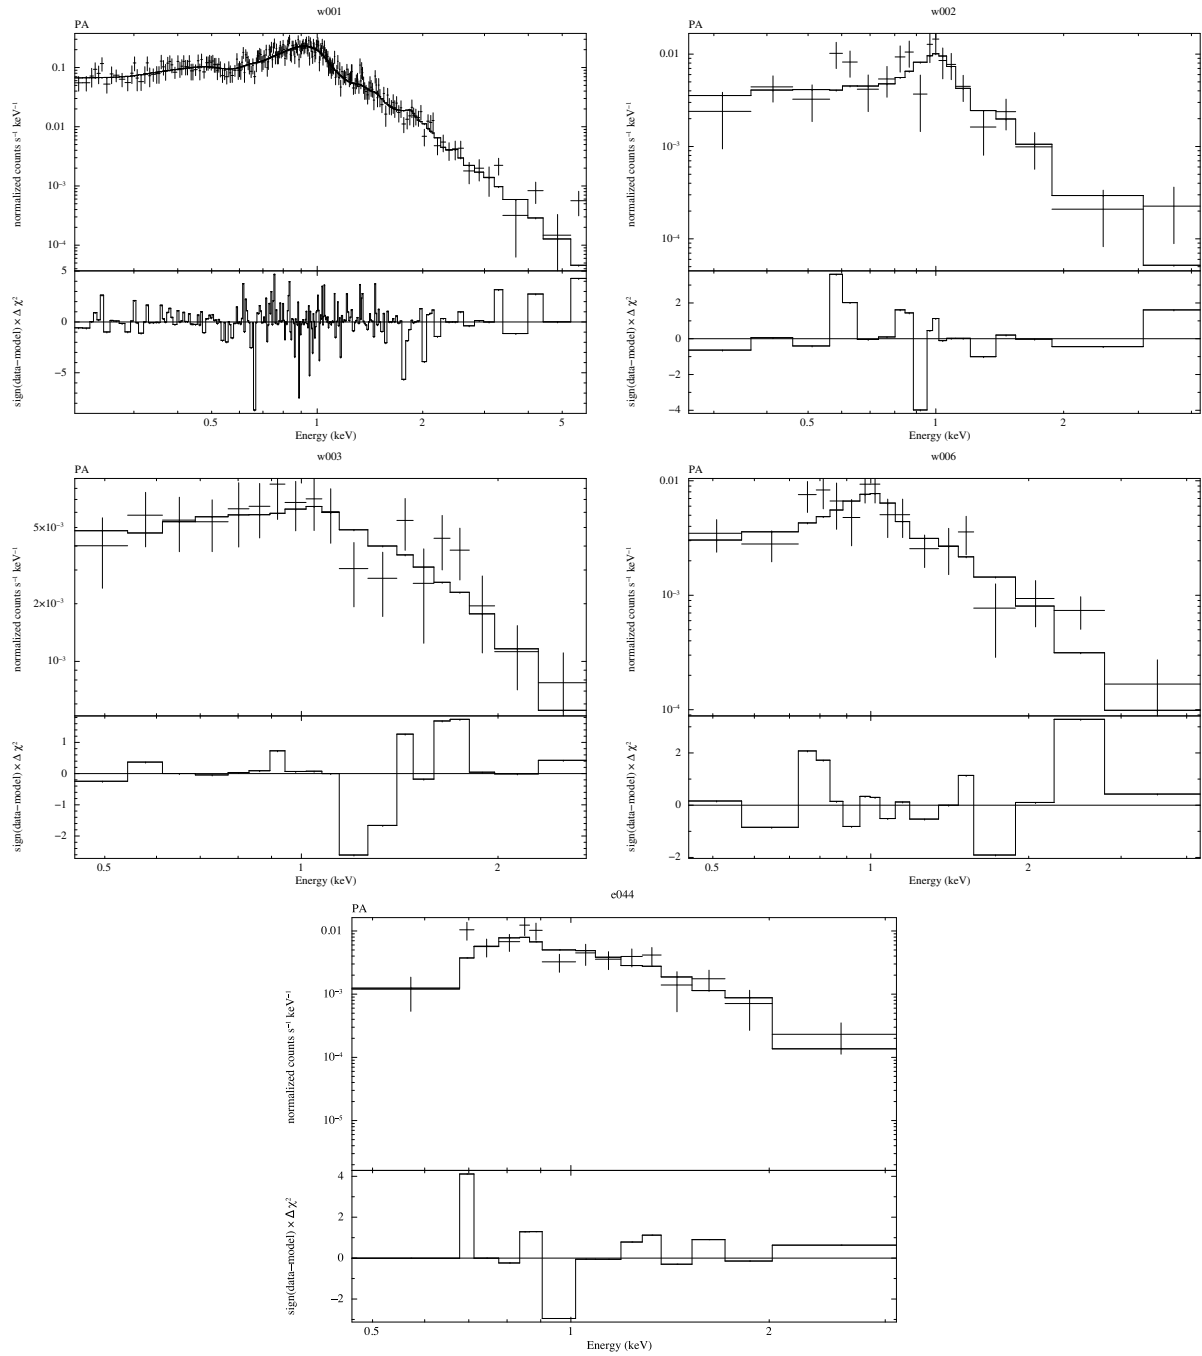 w001
PA
normalized counts s⁻¹ keV⁻¹
0.1
0.01
10⁻³
10⁻⁴
sign(data−model) × Δ χ²
5
0
−5
0.5 1 2 5
Energy (keV)
w002
PA
normalized counts s⁻¹ keV⁻¹
0.01
10⁻³
10⁻⁴
sign(data−model) × Δ χ²
2
0
−2
−4
0.5 1 2
Energy (keV)
w003
PA
normalized counts s⁻¹ keV⁻¹
5×10⁻³
2×10⁻³
10⁻³
sign(data−model) × Δ χ²
1
0
−1
−2
0.5 1 2
Energy (keV)
w006
PA
normalized counts s⁻¹ keV⁻¹
0.01
10⁻³
10⁻⁴
sign(data−model) × Δ χ²
2
0
−2
0.5 1 2
Energy (keV)
e044
PA
normalized counts s⁻¹ keV⁻¹
0.01
10⁻³
10⁻⁴
10⁻⁵
sign(data−model) × Δ χ²
4
2
0
−2
0.5 1 2
Energy (keV)